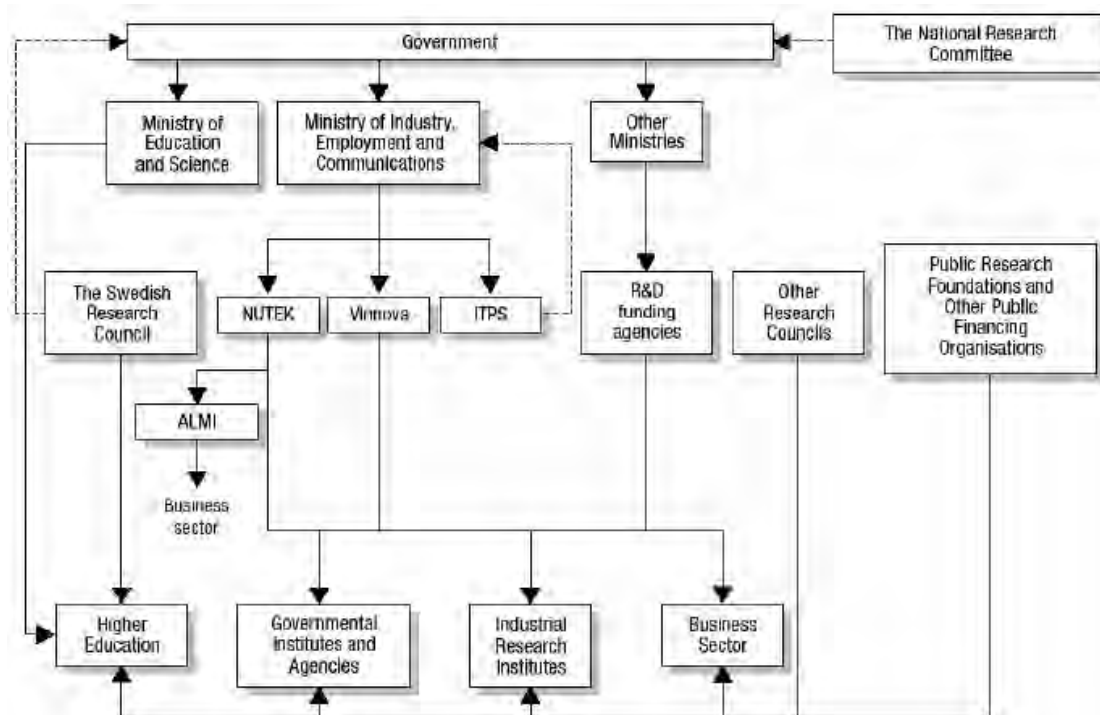 Government
The National Research
Committee
Ministry of
Education
and Science
Ministry of Industry,
Employment and
Communications
Other
Ministries
The Swedish
Research
Council
NUTEK
Vinnova
ITPS
R&D
funding
agencies
Other
Research
Councils
Public Research
Foundations and
Other Public
Financing
Organisations
ALMI
Business
sector
Higher
Education
Governmental
Institutes and
Agencies
Industrial
Research
Institutes
Business
Sector